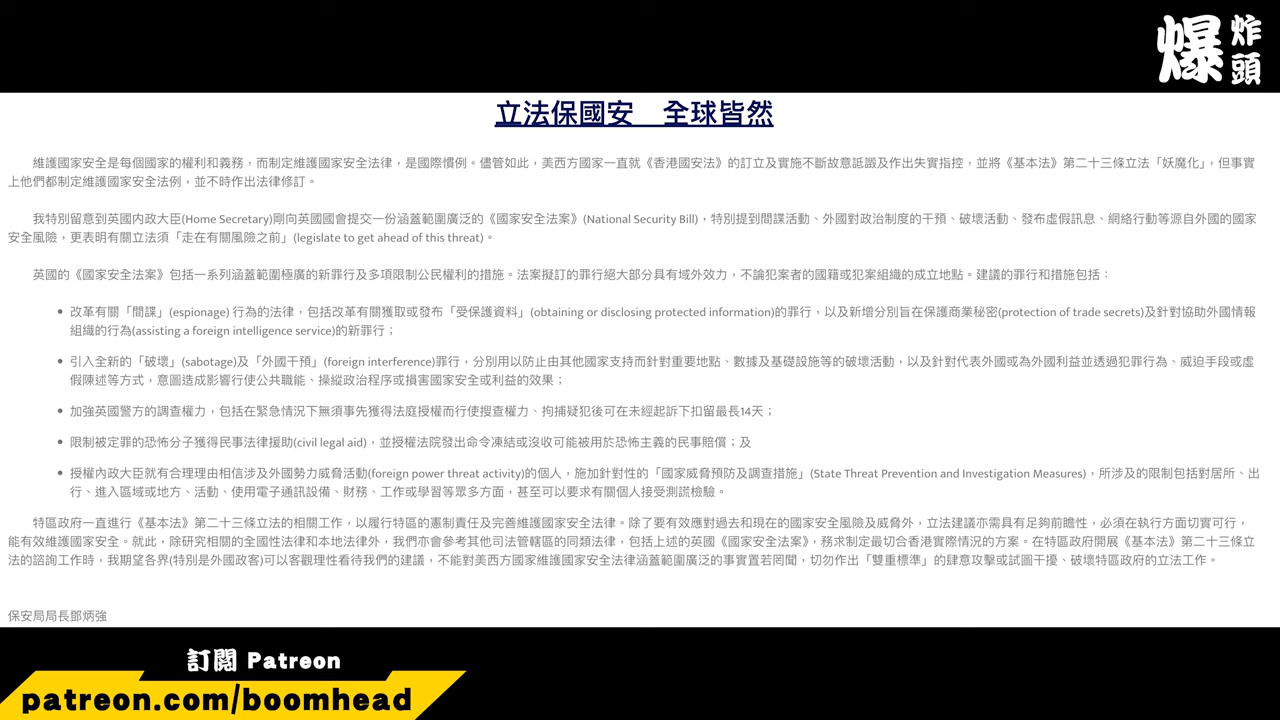 爆炸頭
立法保國安　全球皆然
維護國家安全是每個國家的權利和義務，而制定維護國家安全法律，是國際慣例。儘管如此，美西方國家一直就《香港國安法》的訂立及實施不斷故意詆譭及作出失實指控，並將《基本法》第二十三條立法「妖魔化」，但事實
上他們都制定維護國家安全法例，並不時作出法律修訂。
我特別留意到英國內政大臣(Home Secretary)剛向英國國會提交一份涵蓋範圍廣泛的《國家安全法案》(National Security Bill)，特別提到間諜活動、外國對政治制度的干預、破壞活動、發布虛假訊息、網絡行動等源自外國的國家
安全風險，更表明有關立法須「走在有關風險之前」(legislate to get ahead of this threat)。
英國的《國家安全法案》包括一系列涵蓋範圍極廣的新罪行及多項限制公民權利的措施。法案擬訂的罪行絕大部分具有域外效力，不論犯案者的國籍或犯案組織的成立地點。建議的罪行和措施包括：
• 改革有關「間諜」(espionage) 行為的法律，包括改革有關獲取或發布「受保護資料」(obtaining or disclosing protected information)的罪行，以及新增分別旨在保護商業秘密(protection of trade secrets)及針對協助外國情報
組織的行為(assisting a foreign intelligence service)的新罪行；
• 引入全新的「破壞」(sabotage)及「外國干預」(foreign interference)罪行，分別用以防止由其他國家支持而針對重要地點、數據及基礎設施等的破壞活動，以及針對代表外國或為外國利益並透過犯罪行為、威迫手段或虛
假陳述等方式，意圖造成影響行使公共職能、操縱政治程序或損害國家安全或利益的效果；
• 加強英國警方的調查權力，包括在緊急情況下無須事先獲得法庭授權而行使搜查權力、拘捕疑犯後可在未經起訴下扣留最長14天；
• 限制被定罪的恐怖分子獲得民事法律援助(civil legal aid)，並授權法院發出命令凍結或沒收可能被用於恐怖主義的民事賠償；及
• 授權內政大臣就有合理理由相信涉及外國勢力威脅活動(foreign power threat activity)的個人，施加針對性的「國家威脅預防及調查措施」(State Threat Prevention and Investigation Measures)，所涉及的限制包括對居所、出
行、進入區域或地方、活動、使用電子通訊設備、財務、工作或學習等眾多方面，甚至可以要求有關個人接受測謊檢驗。
特區政府一直進行《基本法》第二十三條立法的相關工作，以履行特區的憲制責任及完善維護國家安全法律。除了要有效應對過去和現在的國家安全風險及威脅外，立法建議亦需具有足夠前瞻性，必須在執行方面切實可行，
能有效維護國家安全。就此，除研究相關的全國性法律和本地法律外，我們亦會參考其他司法管轄區的同類法律，包括上述的英國《國家安全法案》，務求制定最切合香港實際情況的方案。在特區政府開展《基本法》第二十三條立
法的諮詢工作時，我期望各界(特別是外國政客)可以客觀理性看待我們的建議，不能對美西方國家維護國家安全法律涵蓋範圍廣泛的事實置若罔聞，切勿作出「雙重標準」的肆意攻擊或試圖干擾、破壞特區政府的立法工作。
保安局局長鄧炳強
訂閱 Patreon
patreon.com/boomhead